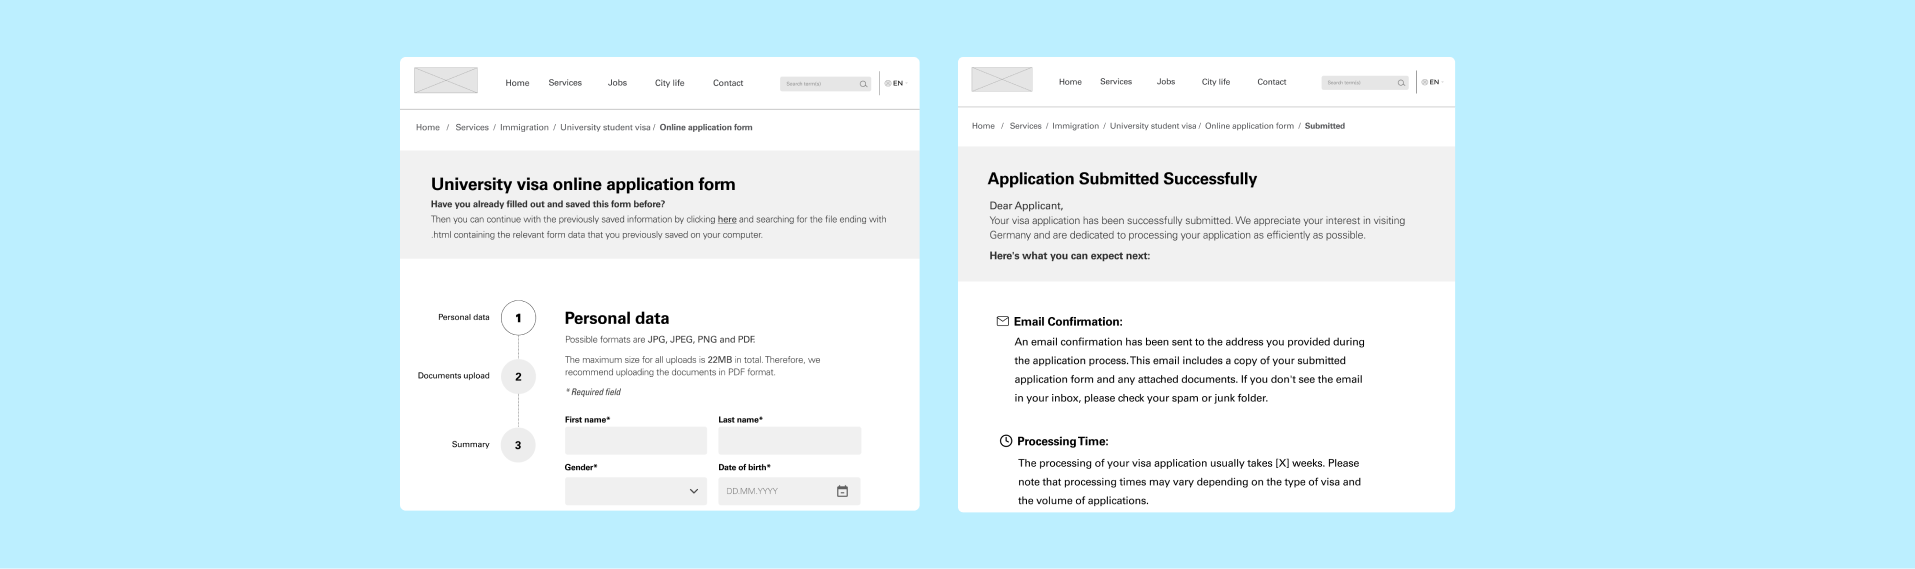 Home Services Jobs City life Contact Search term(s) EN
Home / Services / Immigration / University student visa / Online application form
University visa online application form
Have you already filled out and saved this form before?
Then you can continue with the previously saved information by clicking here and searching for the file ending with
.html containing the relevant form data that you previously saved on your computer.
Personal data 1
Documents upload 2
Summary 3
Personal data
Possible formats are JPG, JPEG, PNG and PDF.
The maximum size for all uploads is 22MB in total. Therefore, we
recommend uploading the documents in PDF format.
* Required field
First name* Last name*
Gender* Date of birth*
DD.MM.YYYY
Home Services Jobs City life Contact Search term(s) EN
Home / Services / Immigration / University student visa / Online application form / Submitted
Application Submitted Successfully
Dear Applicant,
Your visa application has been successfully submitted. We appreciate your interest in visiting
Germany and are dedicated to processing your application as efficiently as possible.
Here's what you can expect next:
Email Confirmation:
An email confirmation has been sent to the address you provided during
the application process. This email includes a copy of your submitted
application form and any attached documents. If you don't see the email
in your inbox, please check your spam or junk folder.
Processing Time:
The processing of your visa application usually takes [X] weeks. Please
note that processing times may vary depending on the type of visa and
the volume of applications.